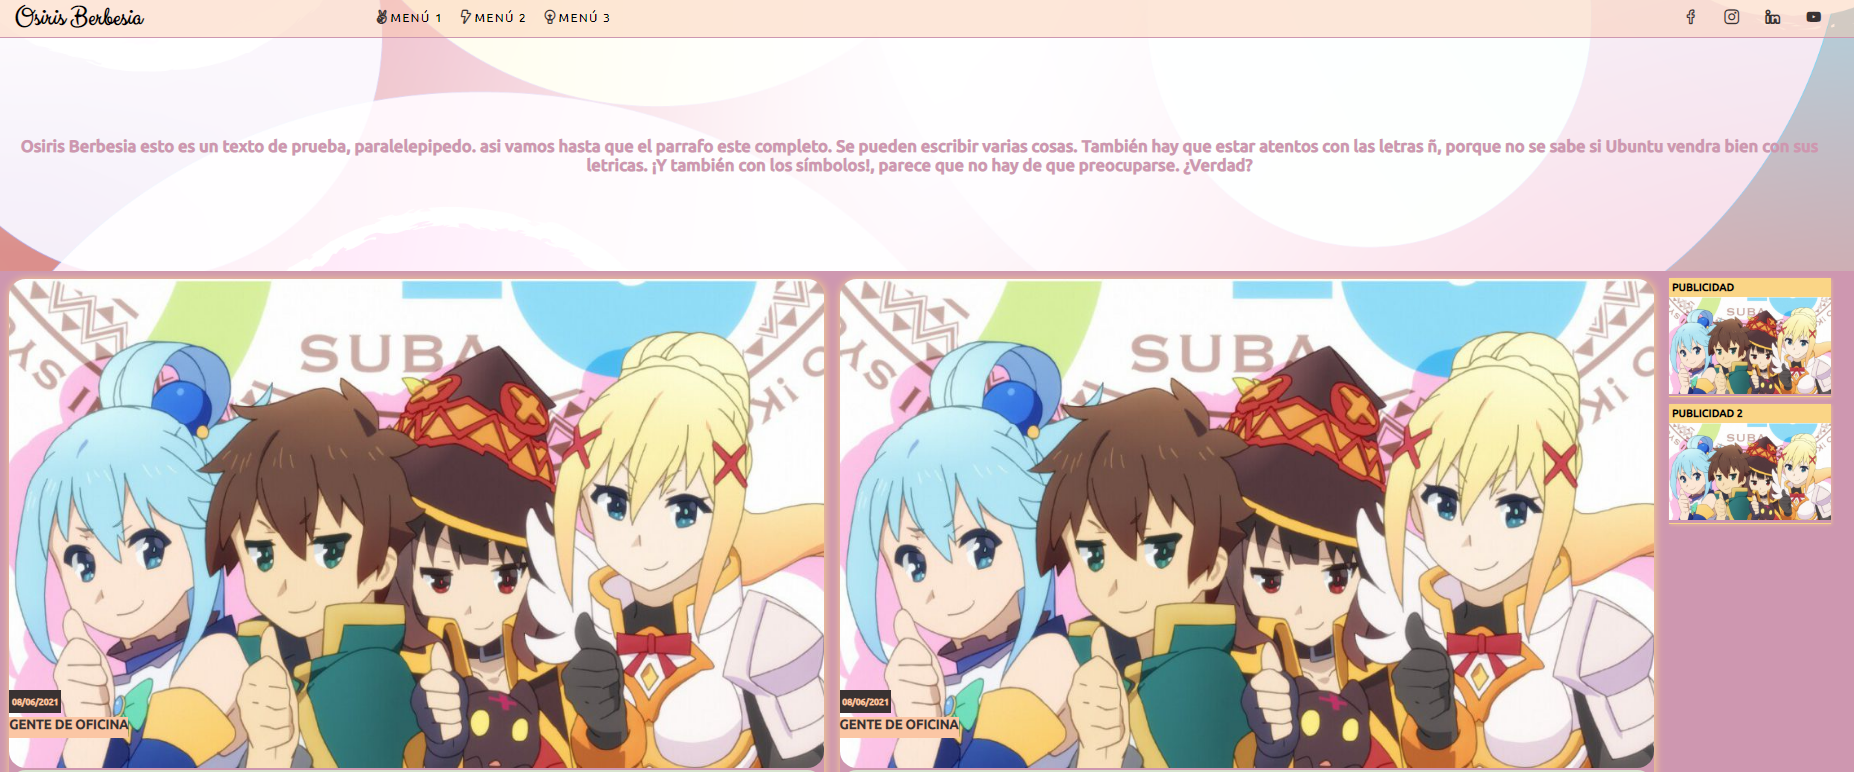 Osiris Berbesia
MENÚ 1 MENÚ 2 MENÚ 3
Osiris Berbesia esto es un texto de prueba, paralelepipedo. asi vamos hasta que el parrafo este completo. Se pueden escribir varias cosas. También hay que estar atentos con las letras ñ, porque no se sabe si Ubuntu vendra bien con sus
letricas. ¡Y también con los símbolos!, parece que no hay de que preocuparse. ¿Verdad?
SUBA
08/06/2021
GENTE DE OFICINA
SUBA
08/06/2021
GENTE DE OFICINA
PUBLICIDAD
SUBA
PUBLICIDAD 2
SUBA